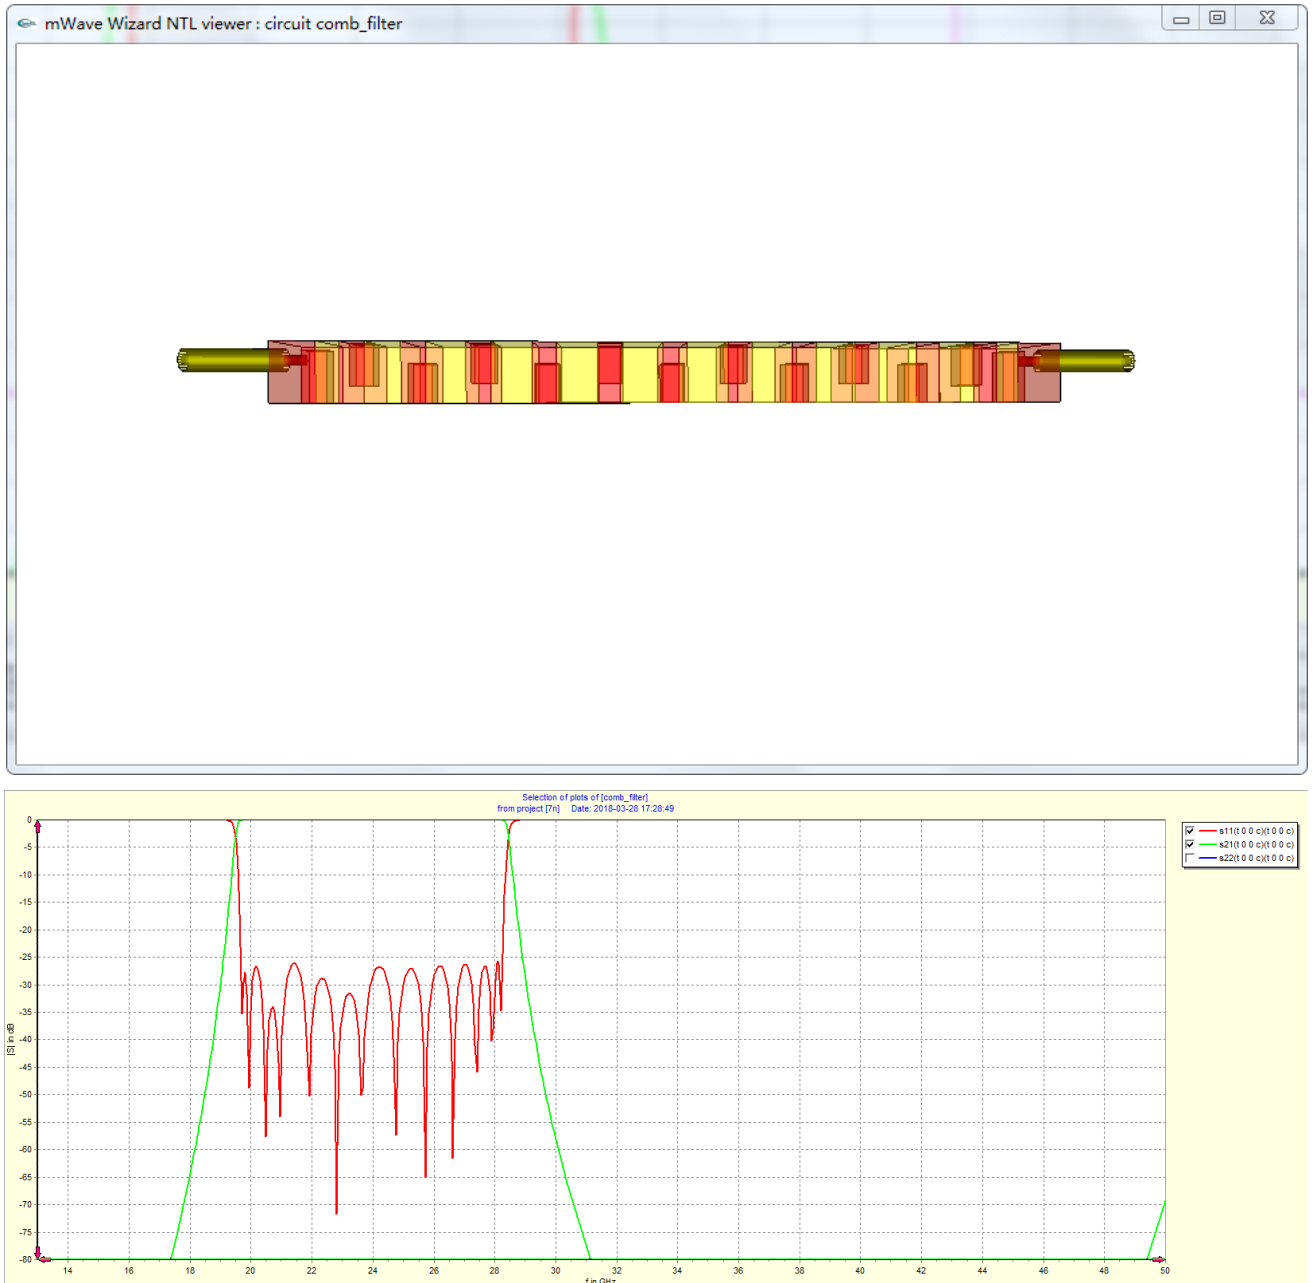 mWave Wizard NTL viewer : circuit comb_filter
Selection of plots of [comb_filter]
from project [7n] Date: 2018-03-28 17:28:49
0
-5
-10
-15
-20
-25
-30
-35
-40
-45
-50
-55
-60
-65
-70
-75
-80
|S| in dB
14 16 18 20 22 24 26 28 30 32 34 36 38 40 42 44 46 48 50
f in GHz
s11(t 0 0 c)(t 0 0 c)
s21(t 0 0 c)(t 0 0 c)
s22(t 0 0 c)(t 0 0 c)